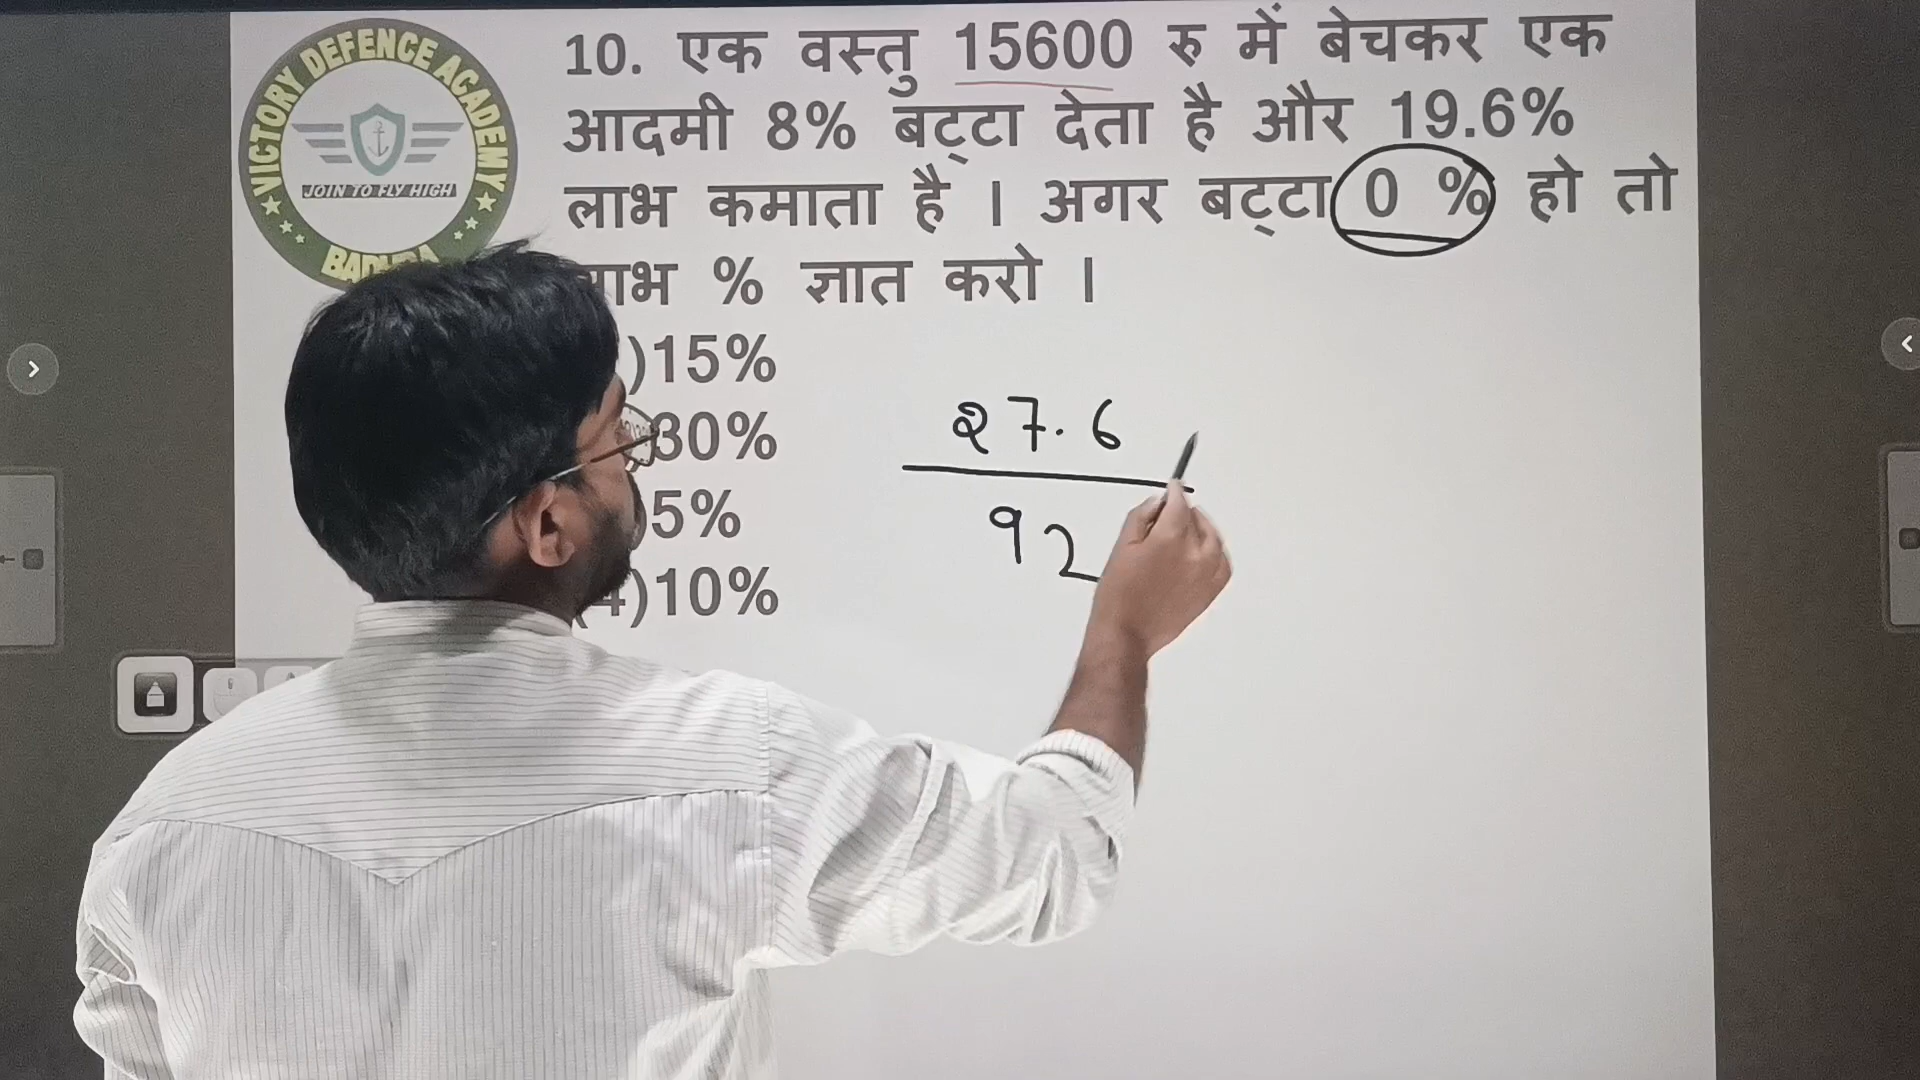 VICTORY DEFENCE ACADEMY
JOIN TO FLY HIGH
10. एक वस्तु 15600 रु में बेचकर एक
आदमी 8% बट्टा देता है और 19.6%
लाभ कमाता है । अगर बट्टा 0 % हो तो
% ज्ञात करो ।
)15%
30%
)5%
4)10%
27.6
92